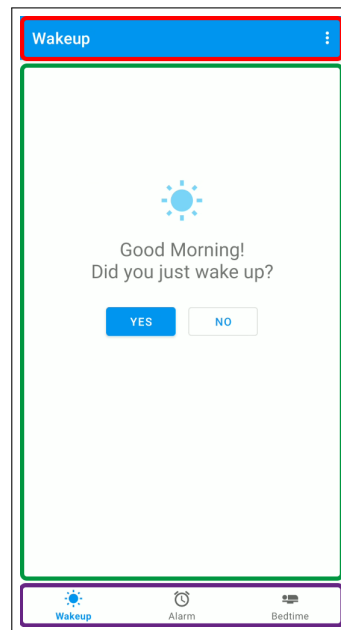 Wakeup
Good Morning!
Did you just wake up?
YES NO
Wakeup Alarm Bedtime